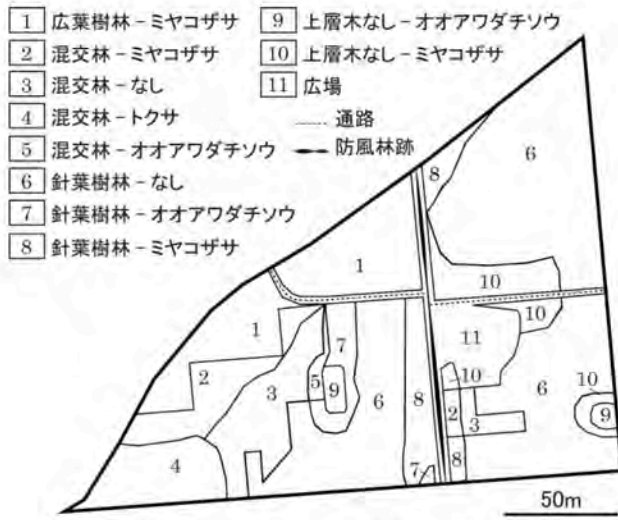 1 広葉樹林－ミヤコザサ
2 混交林－ミヤコザサ
3 混交林－なし
4 混交林－トクサ
5 混交林－オオアワダチソウ
6 針葉樹林－なし
7 針葉樹林－オオアワダチソウ
8 針葉樹林－ミヤコザサ
9 上層木なし－オオアワダチソウ
10 上層木なし－ミヤコザサ
11 広場
通路
防風林跡
8
6
1
10
10
1
7
11
2
3
5
9
6
8
10
2
3
6
10
9
4
7
8
50m